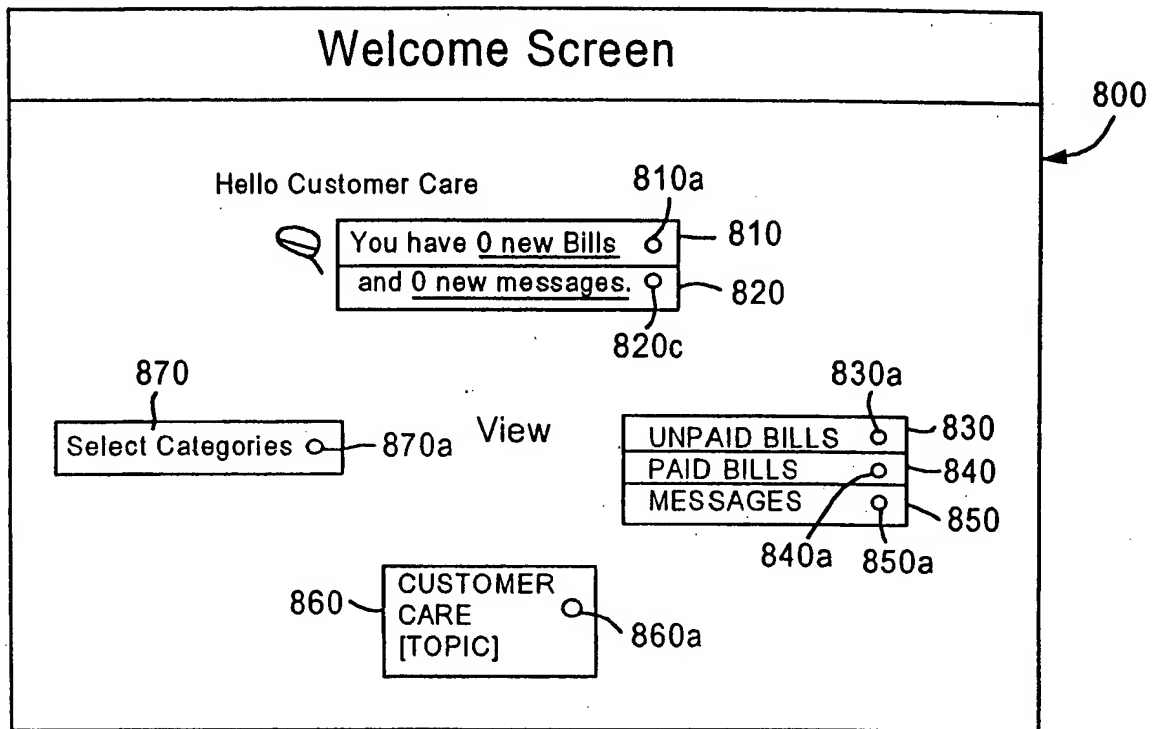 Welcome Screen
800
Hello Customer Care
810a
You have 0 new Bills
810
and 0 new messages.
820
820c
870
Select Categories
870a
View
830a
UNPAID BILLS
830
PAID BILLS
840
MESSAGES
850
840a
850a
860
CUSTOMER
CARE
[TOPIC]
860a